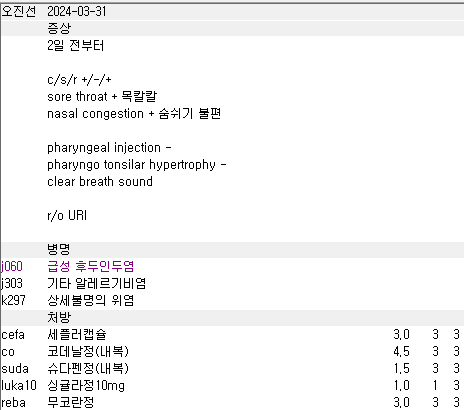 오진선 2024-03-31
증상
2일 전부터
c/s/r +/-/+
sore throat + 목칼칼
nasal congestion + 숨쉬기 불편
pharyngeal injection -
pharyngo tonsilar hypertrophy -
clear breath sound
r/o URI
병명
j060 급성 후두인두염
j303 기타 알레르기비염
k297 상세불명의 위염
처방
cefa 세플러캡슐 3.0 3 3
co 코데날정(내복) 4.5 3 3
suda 슈다펜정(내복) 1.5 3 3
luka10 싱귤라정10mg 1.0 1 3
reba 무코란정 3.0 3 3